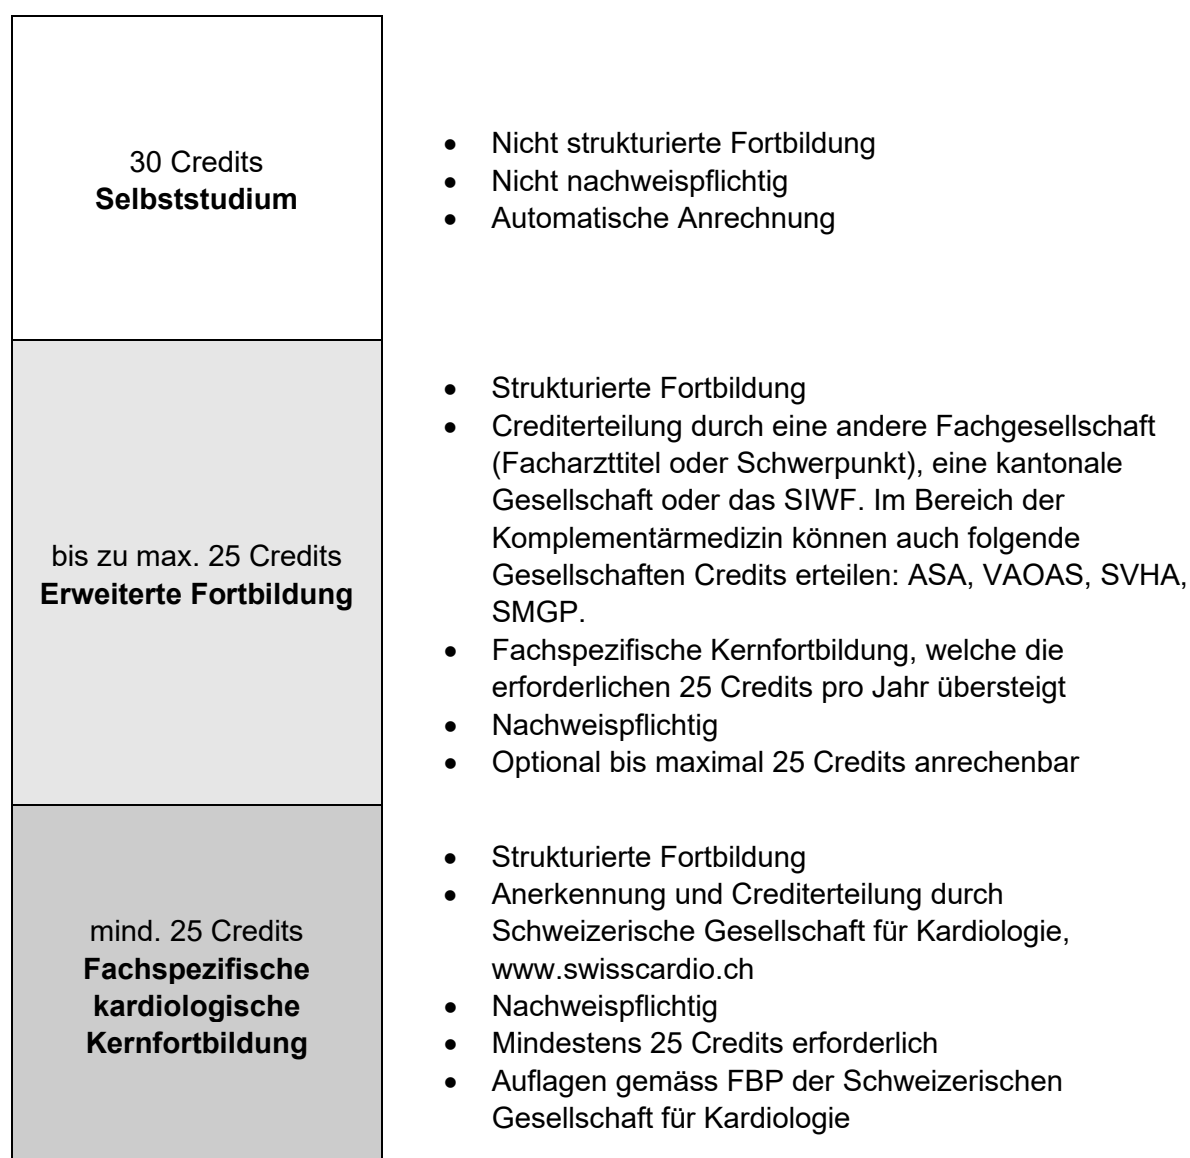 30 Credits
Selbststudium
• Nicht strukturierte Fortbildung
• Nicht nachweispflichtig
• Automatische Anrechnung
bis zu max. 25 Credits
Erweiterte Fortbildung
• Strukturierte Fortbildung
• Crediterteilung durch eine andere Fachgesellschaft
(Facharzttitel oder Schwerpunkt), eine kantonale
Gesellschaft oder das SIWF. Im Bereich der
Komplementärmedizin können auch folgende
Gesellschaften Credits erteilen: ASA, VAOAS, SVHA,
SMGP.
• Fachspezifische Kernfortbildung, welche die
erforderlichen 25 Credits pro Jahr übersteigt
• Nachweispflichtig
• Optional bis maximal 25 Credits anrechenbar
mind. 25 Credits
Fachspezifische
kardiologische
Kernfortbildung
• Strukturierte Fortbildung
• Anerkennung und Crediterteilung durch
Schweizerische Gesellschaft für Kardiologie,
www.swisscardio.ch
• Nachweispflichtig
• Mindestens 25 Credits erforderlich
• Auflagen gemäss FBP der Schweizerischen
Gesellschaft für Kardiologie